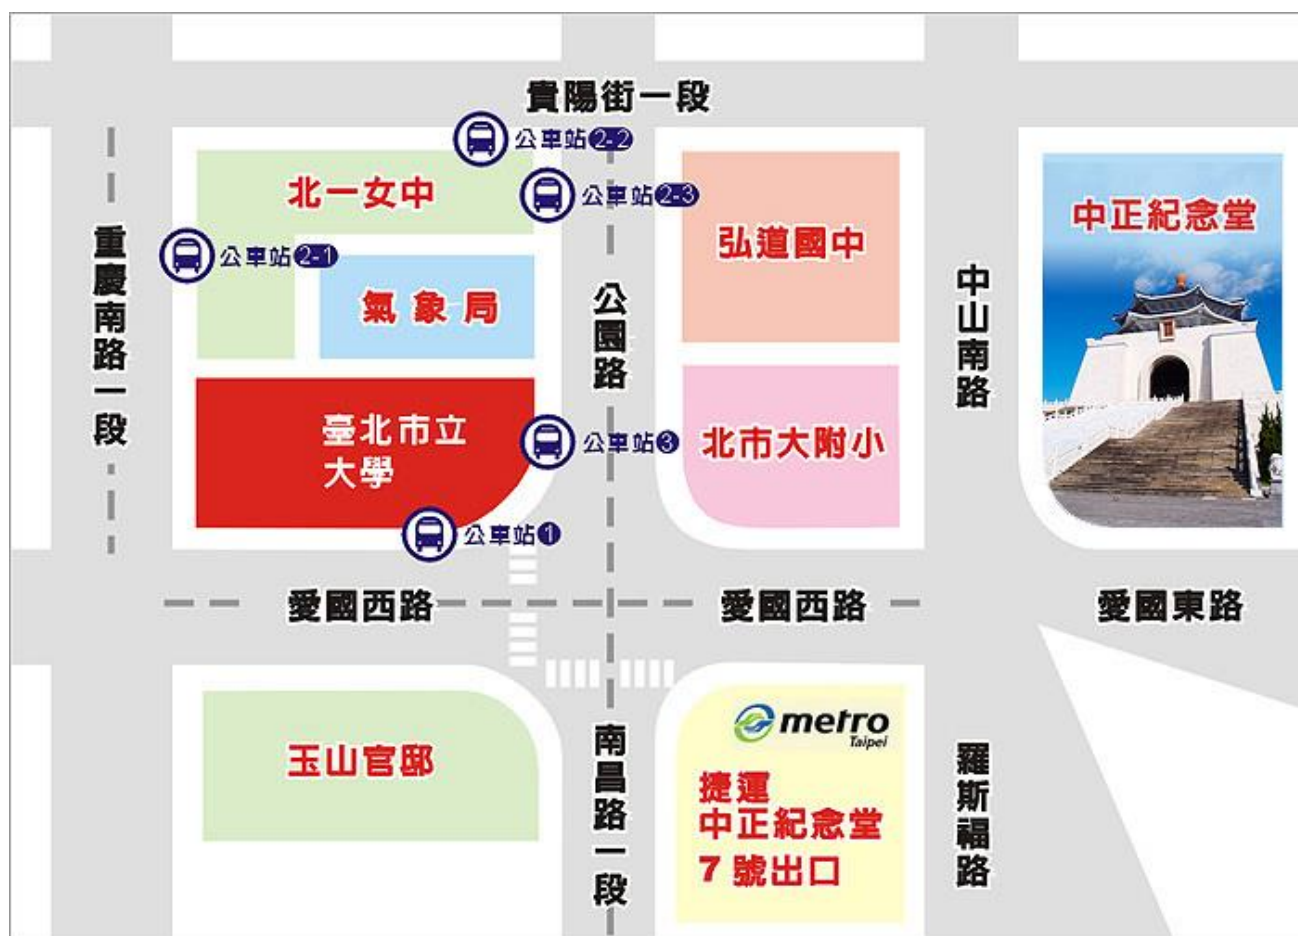 貴陽街一段
公車站2-2
北一女中
公車站2-3
中正紀念堂
弘道國中
公車站2-1
重慶南路一段
氣象局
公園路
中山南路
臺北市立
大學
公車站3
北市大附小
公車站1
愛國西路
愛國西路
愛國東路
metro
Taipei
玉山官邸
南昌路一段
捷運
中正紀念堂
7號出口
羅斯福路